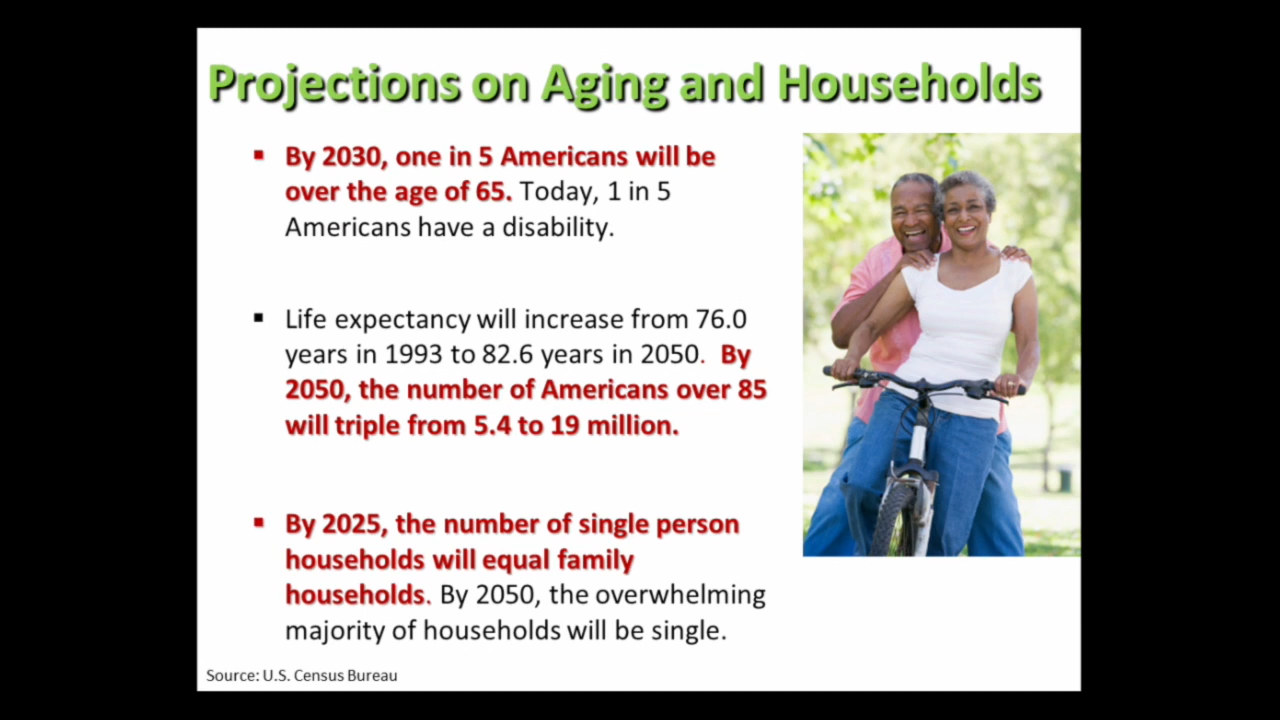 Projections on Aging and Households
▪ By 2030, one in 5 Americans will be
over the age of 65. Today, 1 in 5
Americans have a disability.
▪ Life expectancy will increase from 76.0
years in 1993 to 82.6 years in 2050. By
2050, the number of Americans over 85
will triple from 5.4 to 19 million.
▪ By 2025, the number of single person
households will equal family
households. By 2050, the overwhelming
majority of households will be single.
Source: U.S. Census Bureau